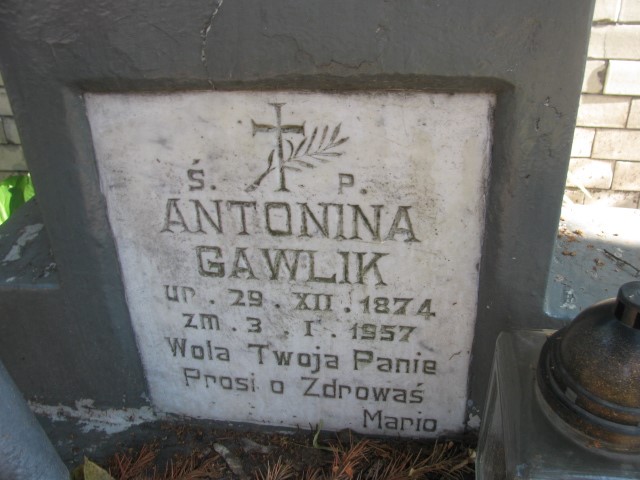 Ś. P.
ANTONINA
GAWLIK
ur. 29. XII. 1874
zm. 3. I. 1957
Wola Twoja Panie
Prosi o Zdrowaś
Mario